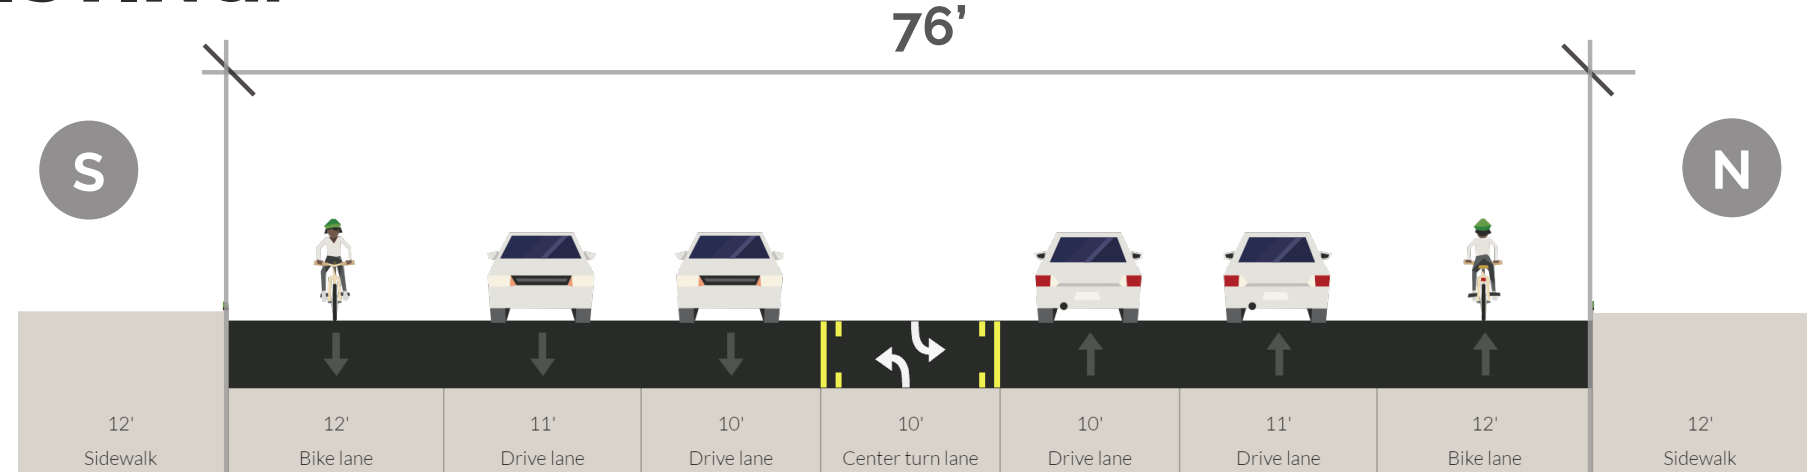 76’
S
N
12' 12' 11' 10' 10' 10' 11' 12' 12'
Sidewalk Bike lane Drive lane Drive lane Center turn lane Drive lane Drive lane Bike lane Sidewalk